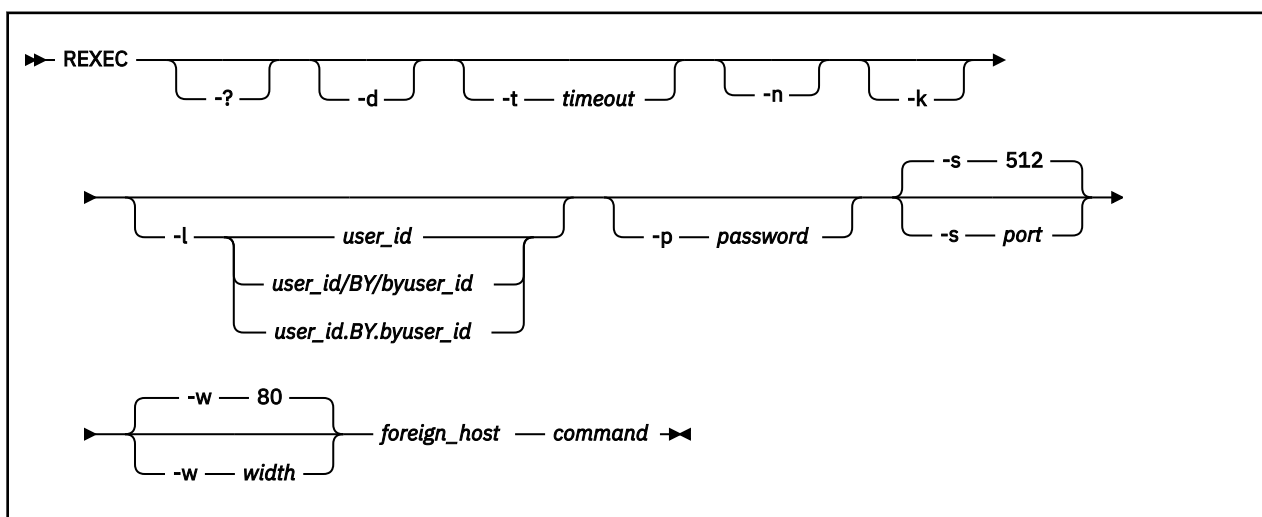 REXEC
-? -d -t timeout -n -k
-s 512
-l user_id -p password -s port
user_id/BY/byuser_id
user_id.BY.byuser_id
-w 80
foreign_host command
-w width